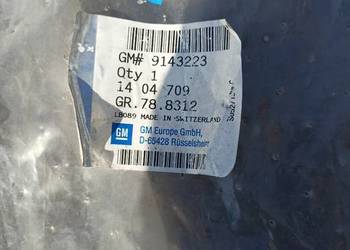 GM# 9143223
Qty 1
14 04 709
GR.78.8312
LB089 MADE IN SWITZERLAND
GM
GM Europe GmbH,
D-65428 Rüsselsheim